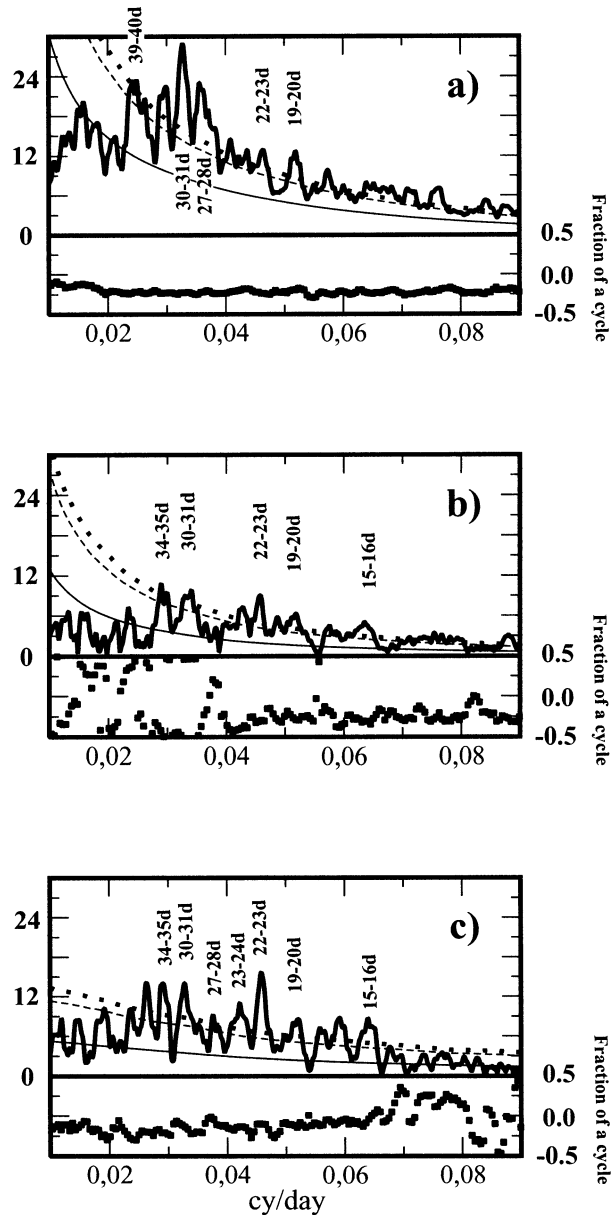 39-40d
24
22-23d
19-20d
a)
12
30-31d
27-28d
0
0.5
0.0
-0.5
Fraction of a cycle
0,02
0,04
0,06
0,08
24
34-35d
30-31d
22-23d
19-20d
15-16d
b)
12
0
0.5
0.0
-0.5
Fraction of a cycle
0,02
0,04
0,06
0,08
24
34-35d
30-31d
27-28d
23-24d
22-23d
19-20d
15-16d
c)
12
0
0.5
0.0
-0.5
Fraction of a cycle
0,02
0,04
0,06
0,08
cy/day